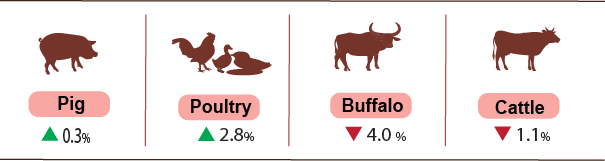 Pig Poultry Buffalo Cattle
▲ 0.3% ▲ 2.8% ▼ 4.0 % ▼ 1.1%